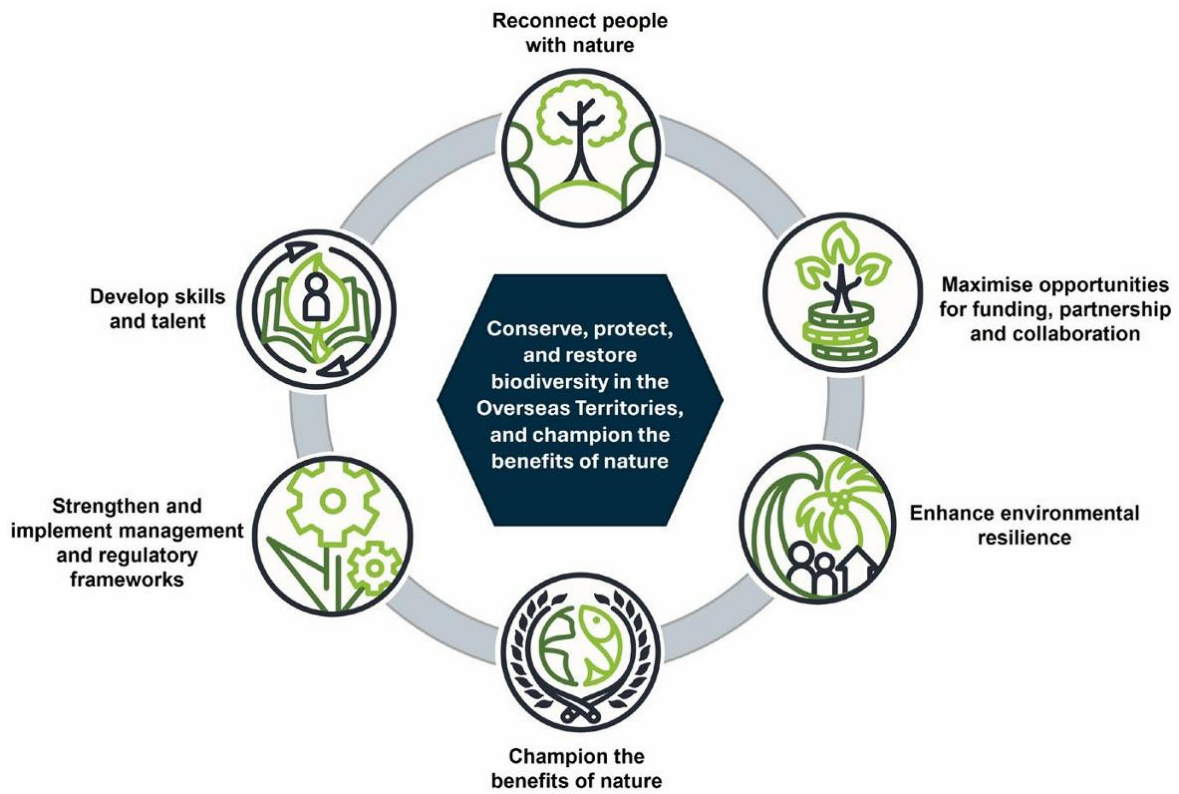 Reconnect people
with nature
Maximise opportunities
for funding, partnership
and collaboration
Enhance environmental
resilience
Champion the
benefits of nature
Strengthen and
implement management
and regulatory
frameworks
Develop skills
and talent
Conserve, protect,
and restore
biodiversity in the
Overseas Territories,
and champion the
benefits of nature